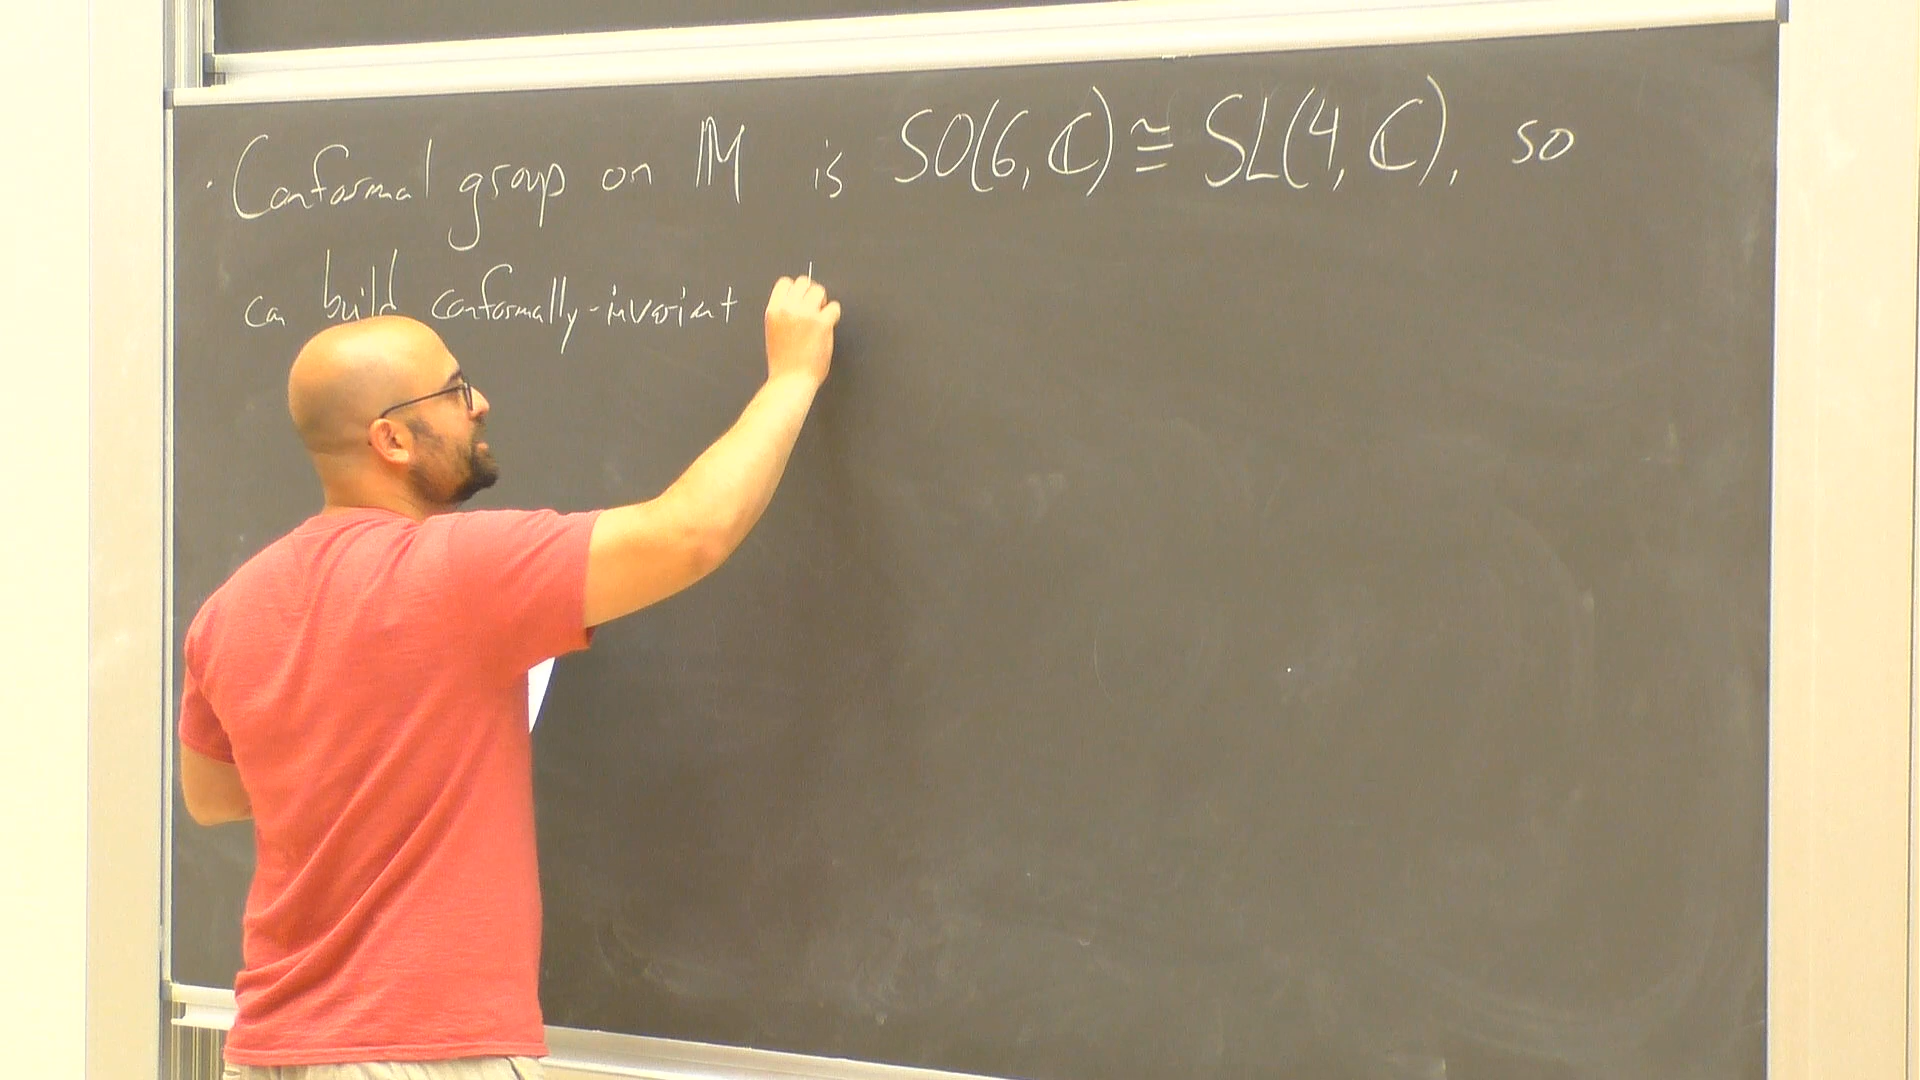 · Conformal group on 𝕄 is SO(6, ℂ) ≅ SL(4, ℂ), so
can build conformally-invariant